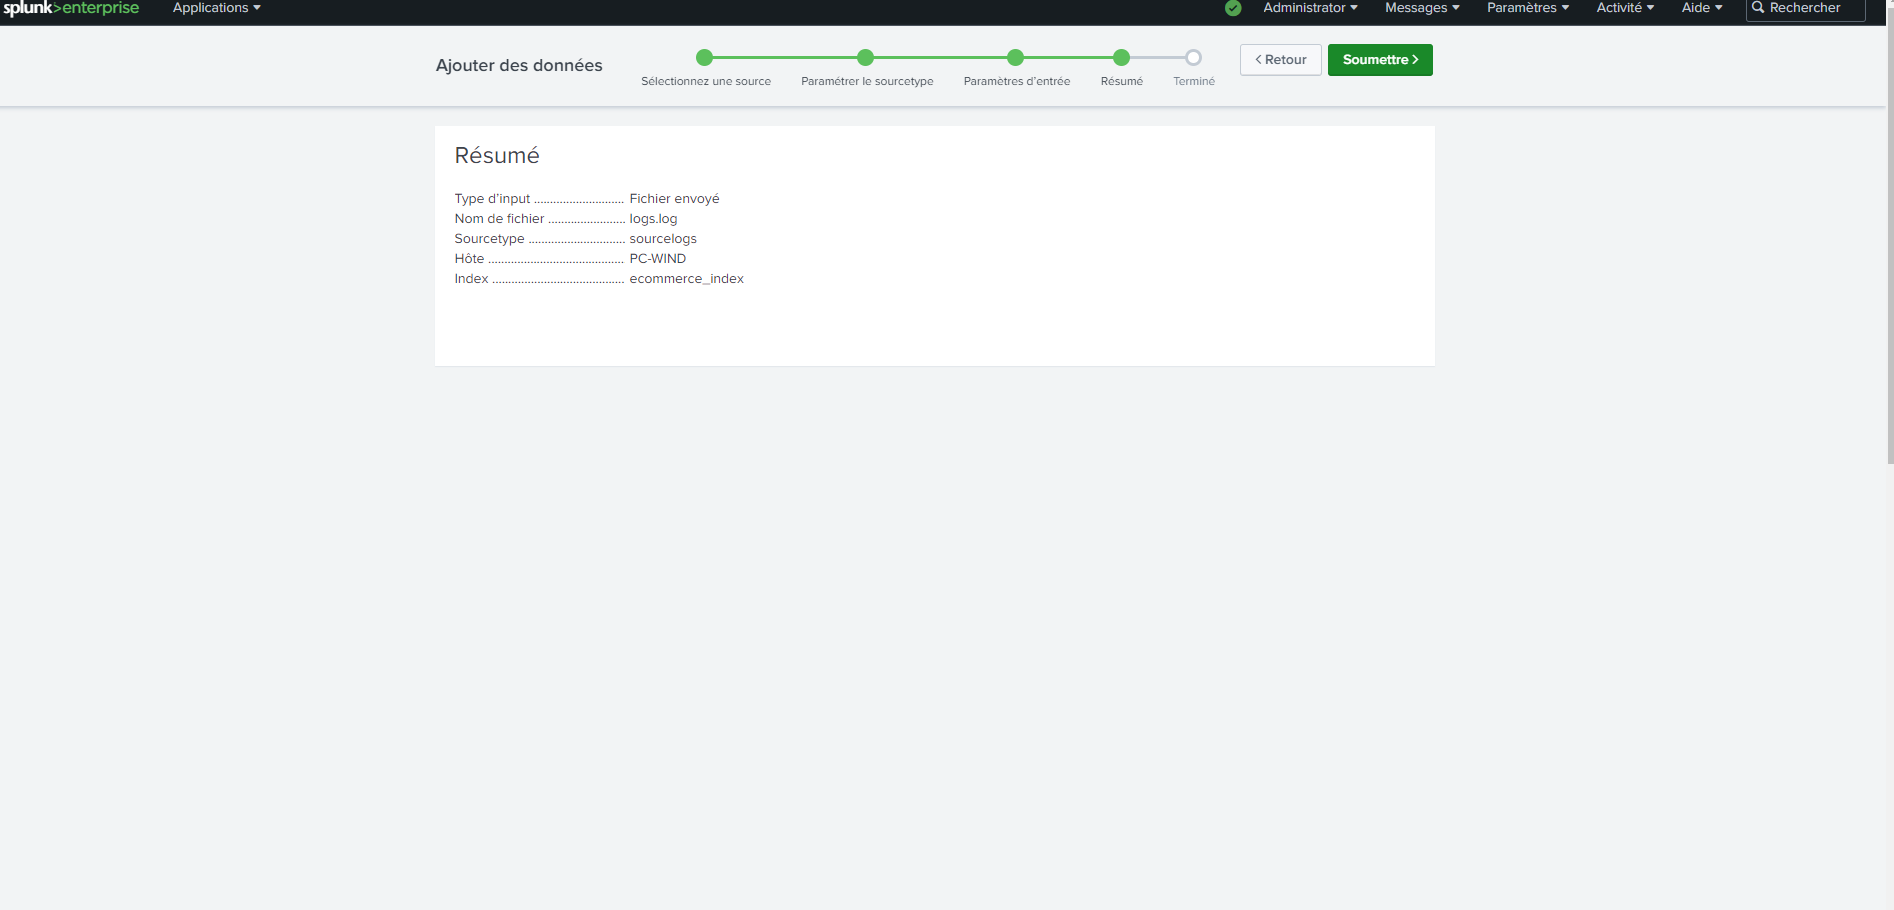 splunk>enterprise Applications Administrator Messages Paramètres Activité Aide Rechercher
Ajouter des données
Sélectionnez une source Paramétrer le sourcetype Paramètres d'entrée Résumé Terminé
< Retour Soumettre >
Résumé
Type d'input ............................ Fichier envoyé
Nom de fichier ........................ logs.log
Sourcetype .............................. sourcelogs
Hôte .......................................... PC-WIND
Index ......................................... ecommerce_index